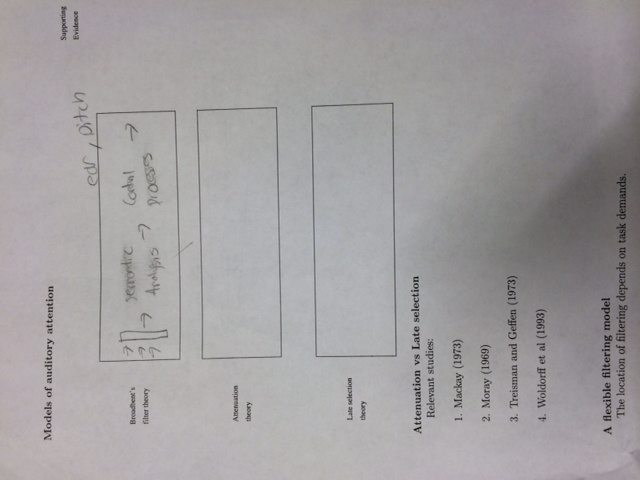 Models of auditory attention
Supporting
Evidence
ear, pitch
Broadbent's
filter theory
semantic
Analysis
Control
Processes
Attenuation
theory
Late selection
theory
Attenuation vs Late selection
Relevant studies:
1. Mackay (1973)
2. Moray (1969)
3. Treisman and Geffen (1973)
4. Woldorff et al (1993)
A flexible filtering model
The location of filtering depends on task demands.